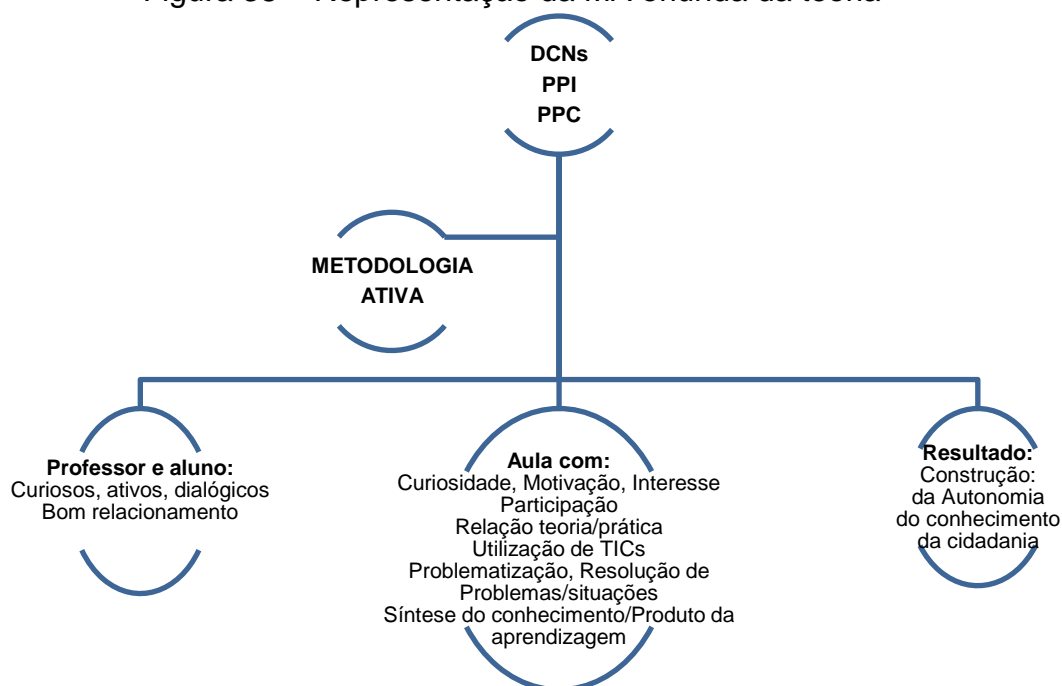 DCNs
PPI
PPC
METODOLOGIA
ATIVA
Professor e aluno:
Curiosos, ativos, dialógicos
Bom relacionamento
Aula com:
Curiosidade, Motivação, Interesse
Participação
Relação teoria/prática
Utilização de TICs
Problematização, Resolução de
Problemas/situações
Síntese do conhecimento/Produto da
aprendizagem
Resultado:
Construção:
da Autonomia
do conhecimento
da cidadania